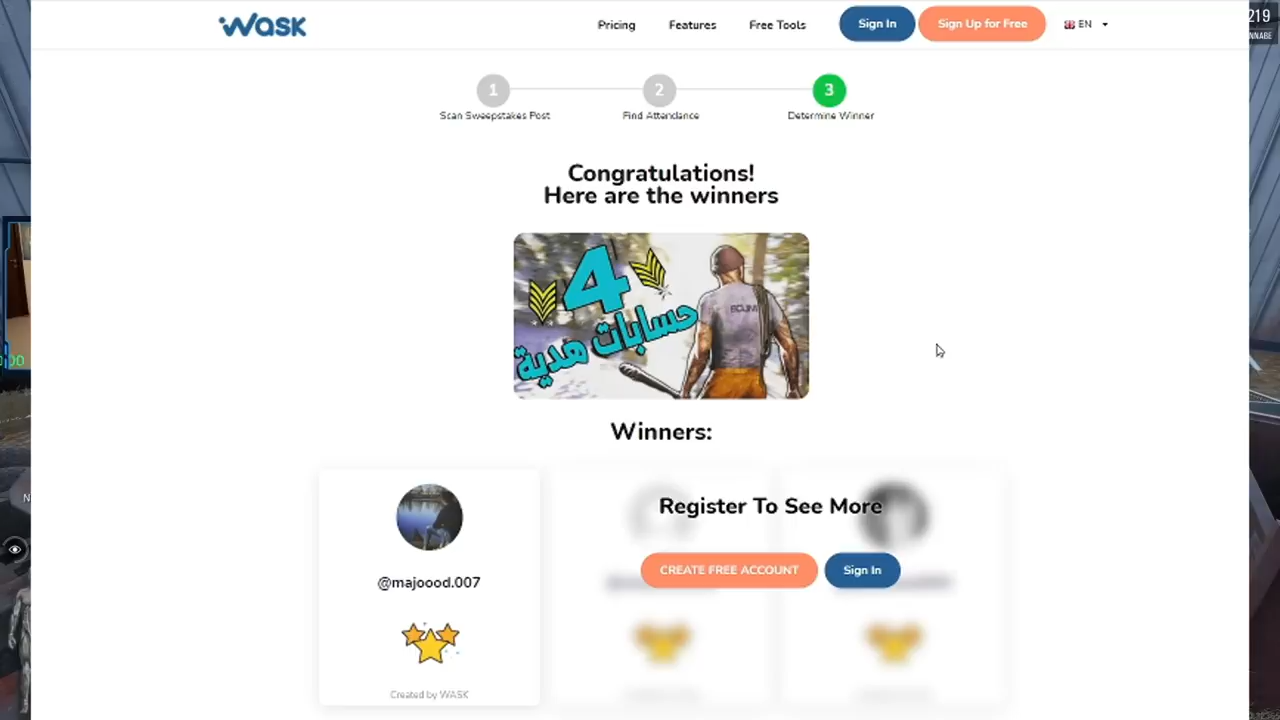 Wask
Pricing
Features
Free Tools
Sign In
Sign Up for Free
EN
219
1
2
3
Scan Sweepstakes Post
Find Attendance
Determine Winner
Congratulations!
Here are the winners
4
حسابات هدية
Winners:
Register To See More
@majoood.007
CREATE FREE ACCOUNT
Sign In
Created by WASK